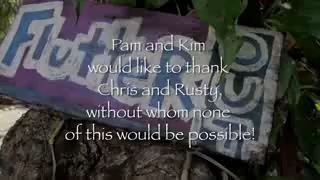 Pam and Kim
would like to thank
Chris and Rusty,
without whom none
of this would be possible!